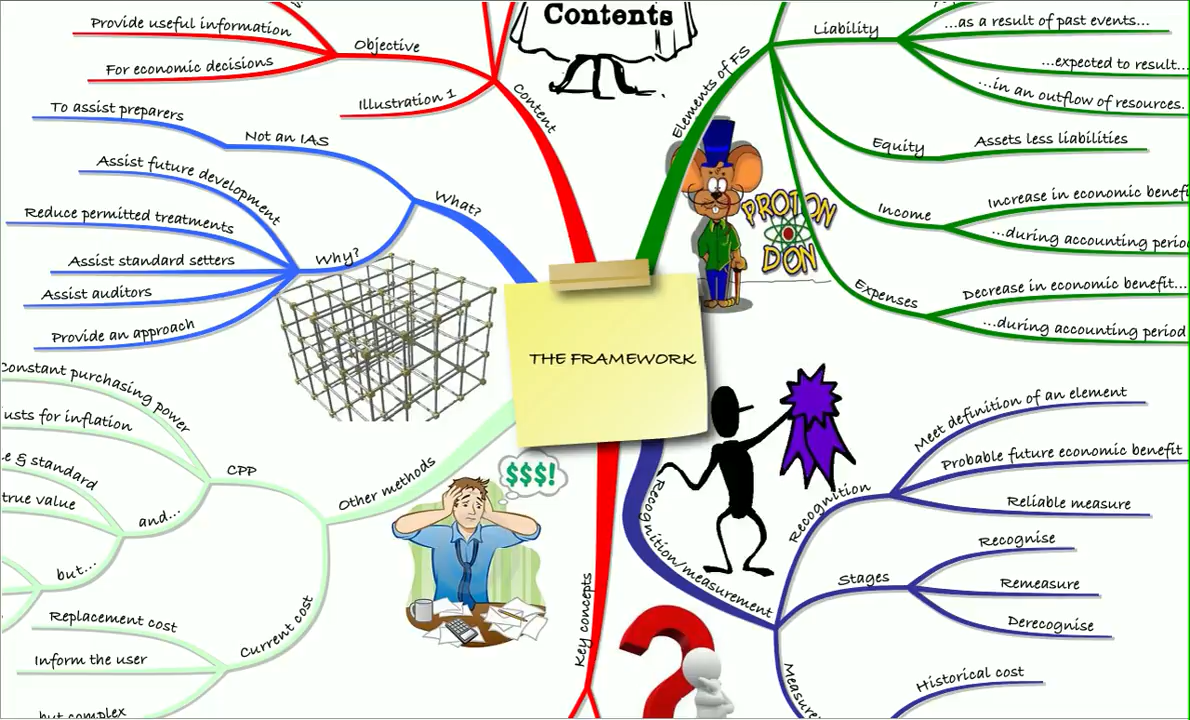 Contents
Provide useful information
For economic decisions
Objective
Illustration 1
Content
To assist preparers
Not an IAS
Assist future development
Reduce permitted treatments
Assist standard setters
Assist auditors
Provide an approach
Why?
What?
THE FRAMEWORK
Elements of FS
Liability
...as a result of past events...
...expected to result...
...in an outflow of resources.
Equity
Assets less liabilities
Income
Increase in economic benefi
...during accounting perio
Expenses
Decrease in economic benefit...
...during accounting period
PROTON
DON
Constant purchasing power
usts for inflation
e & standard
true value
CPP
and...
but...
Other methods
$$$!
Replacement cost
Inform the user
but complex
Current cost
Key concepts
Recognition/measurement
Recognition
Meet definition of an element
Probable future economic benefit
Reliable measure
Stages
Recognise
Remeasure
Derecognise
Measure
Historical cost